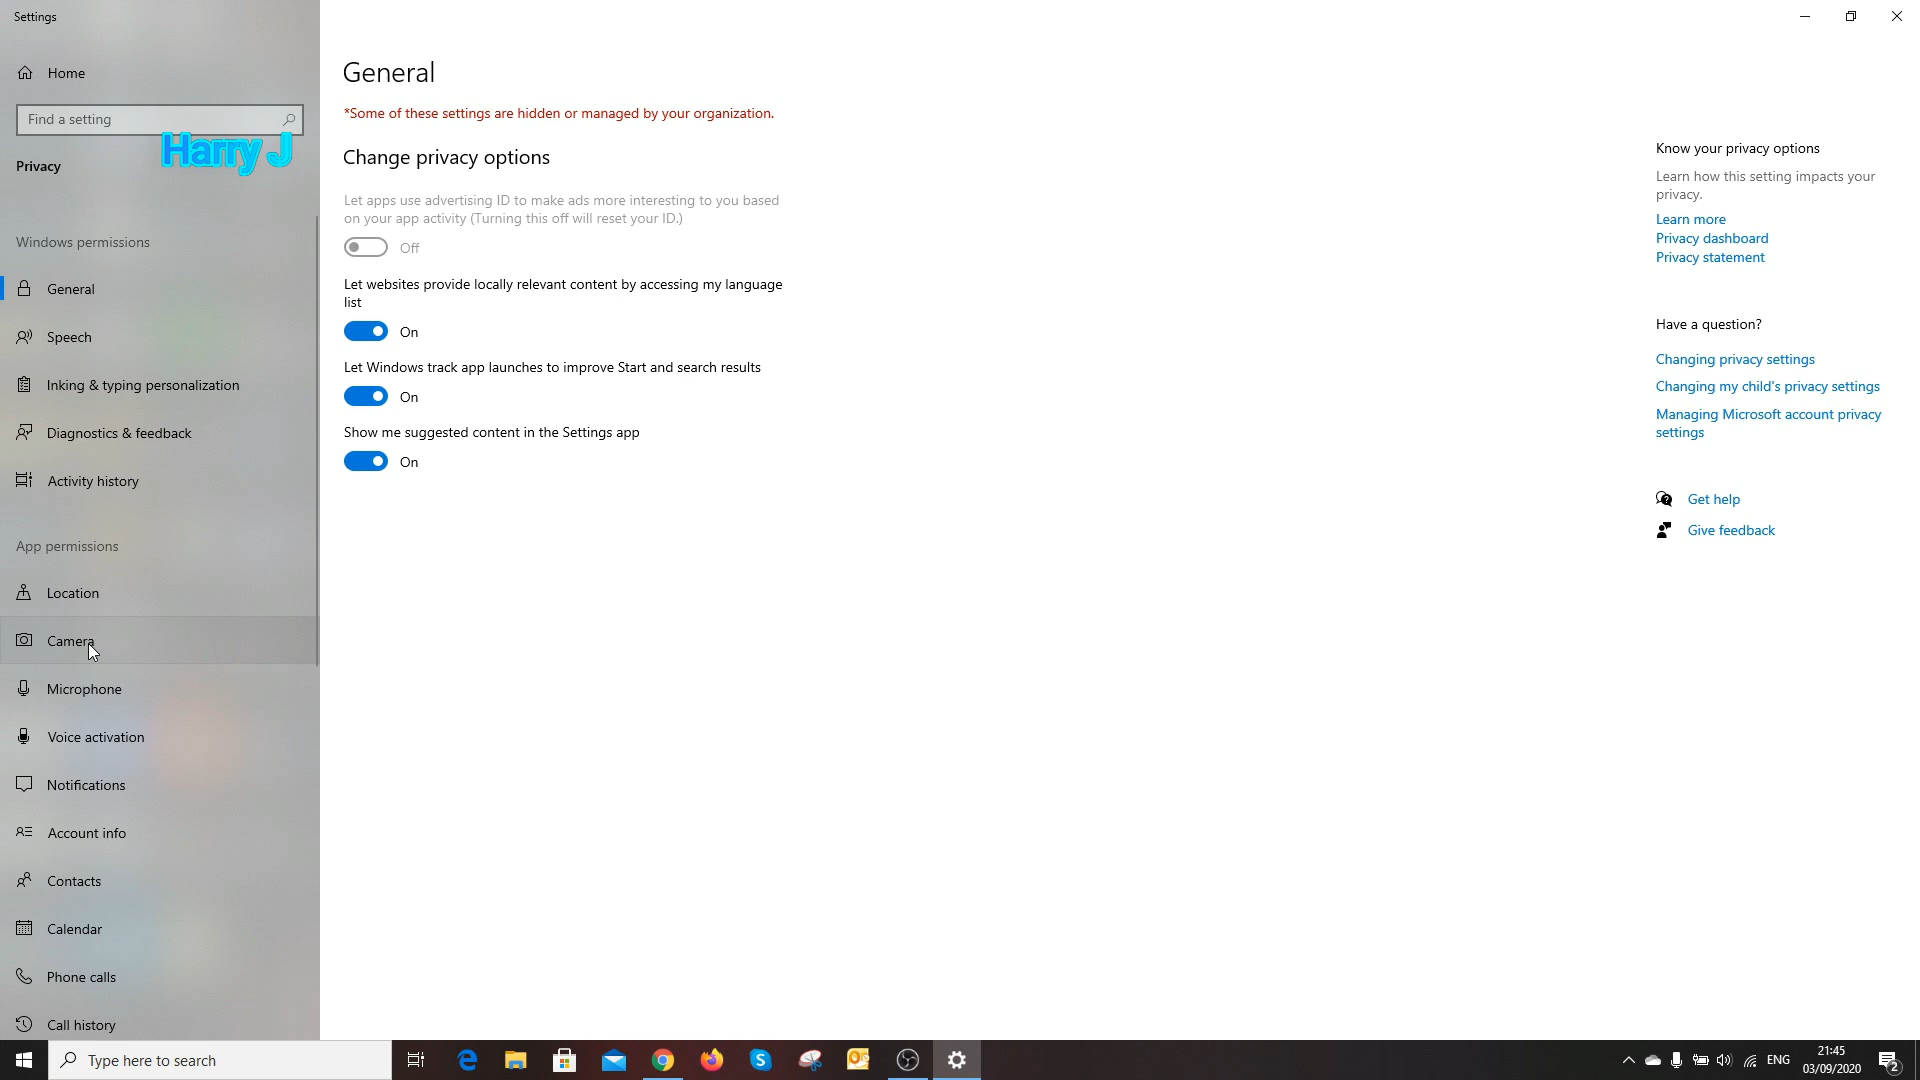 Settings
Home
Find a setting
Harry J
Privacy
Windows permissions
General
Speech
Inking & typing personalization
Diagnostics & feedback
Activity history
App permissions
Location
Camera
Microphone
Voice activation
Notifications
Account info
Contacts
Calendar
Phone calls
Call history
General
*Some of these settings are hidden or managed by your organization.
Change privacy options
Let apps use advertising ID to make ads more interesting to you based
on your app activity (Turning this off will reset your ID.)
Off
Let websites provide locally relevant content by accessing my language
list
On
Let Windows track app launches to improve Start and search results
On
Show me suggested content in the Settings app
On
Know your privacy options
Learn how this setting impacts your
privacy.
Learn more
Privacy dashboard
Privacy statement
Have a question?
Changing privacy settings
Changing my child's privacy settings
Managing Microsoft account privacy
settings
Get help
Give feedback
Type here to search
ENG
21:45
03/09/2020
2